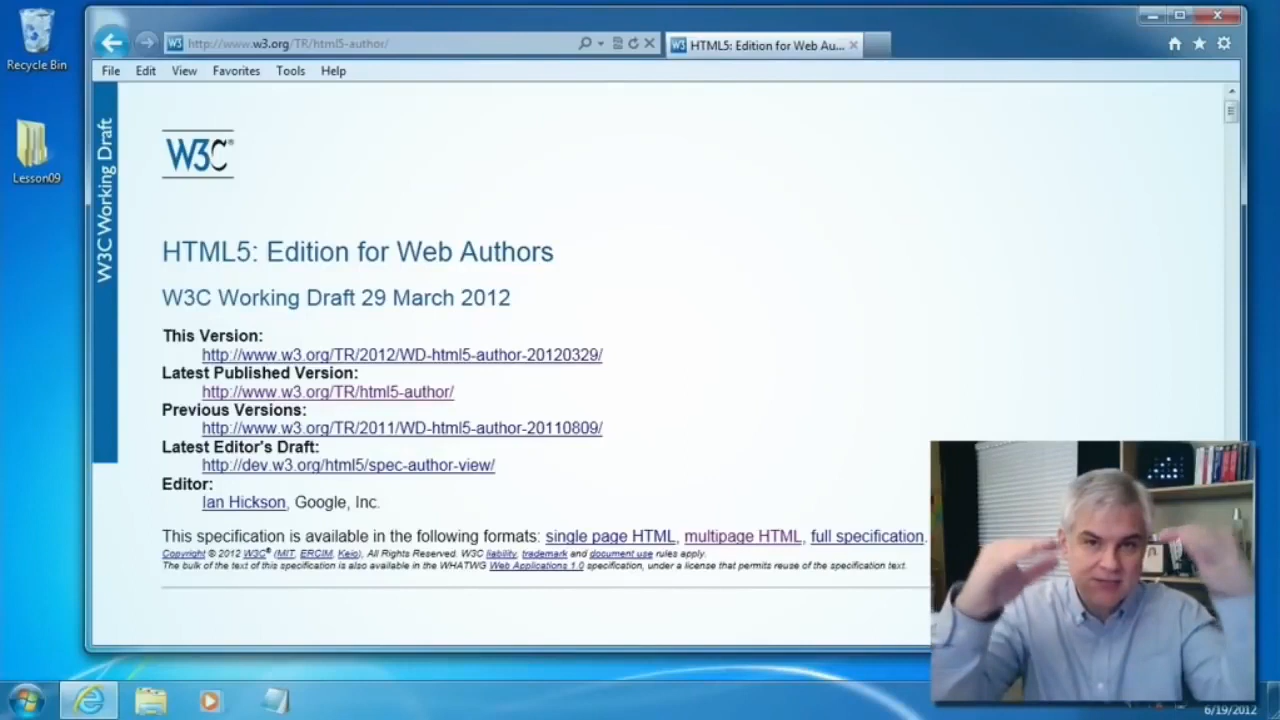 Recycle Bin
Lesson09
http://www.w3.org/TR/html5-author/
HTML5: Edition for Web Au...
File Edit View Favorites Tools Help
W3C Working Draft
W3C®
HTML5: Edition for Web Authors
W3C Working Draft 29 March 2012
This Version:
http://www.w3.org/TR/2012/WD-html5-author-20120329/
Latest Published Version:
http://www.w3.org/TR/html5-author/
Previous Versions:
http://www.w3.org/TR/2011/WD-html5-author-20110809/
Latest Editor's Draft:
http://dev.w3.org/html5/spec-author-view/
Editor:
Ian Hickson, Google, Inc.
This specification is available in the following formats: single page HTML, multipage HTML, full specification.
Copyright © 2012 W3C® (MIT, ERCIM, Keio), All Rights Reserved. W3C liability, trademark and document use rules apply.
The bulk of the text of this specification is also available in the WHATWG Web Applications 1.0 specification, under a license that permits reuse of the specification text.
6/19/2012